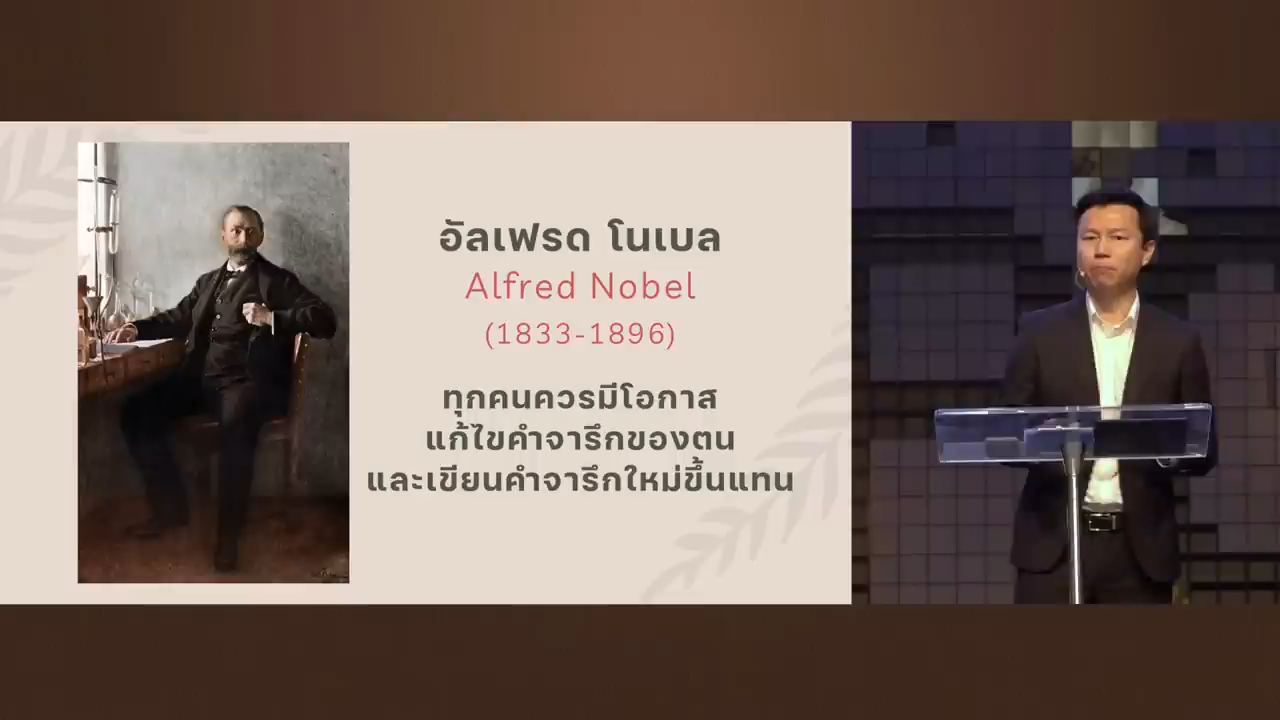 อัลเฟรด โนเบล
Alfred Nobel
(1833-1896)
ทุกคนควรมีโอกาส
แก้ไขคำจารึกของตน
และเขียนคำจารึกใหม่ขึ้นแทน